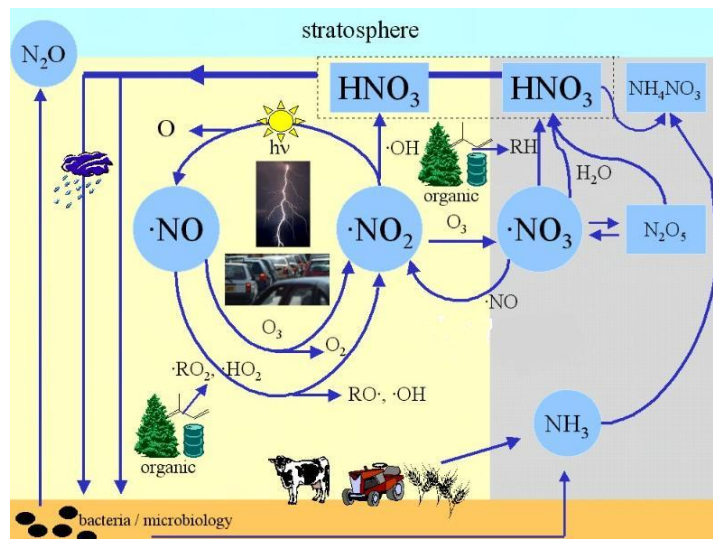 stratosphere
N₂O
HNO₃
HNO₃
NH₄NO₃
O
hν
·OH
RH
organic
H₂O
·NO
·NO₂
O₃
·NO₃
N₂O₅
·NO
O₃
O₂
·RO₂, ·HO₂
RO·, ·OH
organic
NH₃
bacteria / microbiology